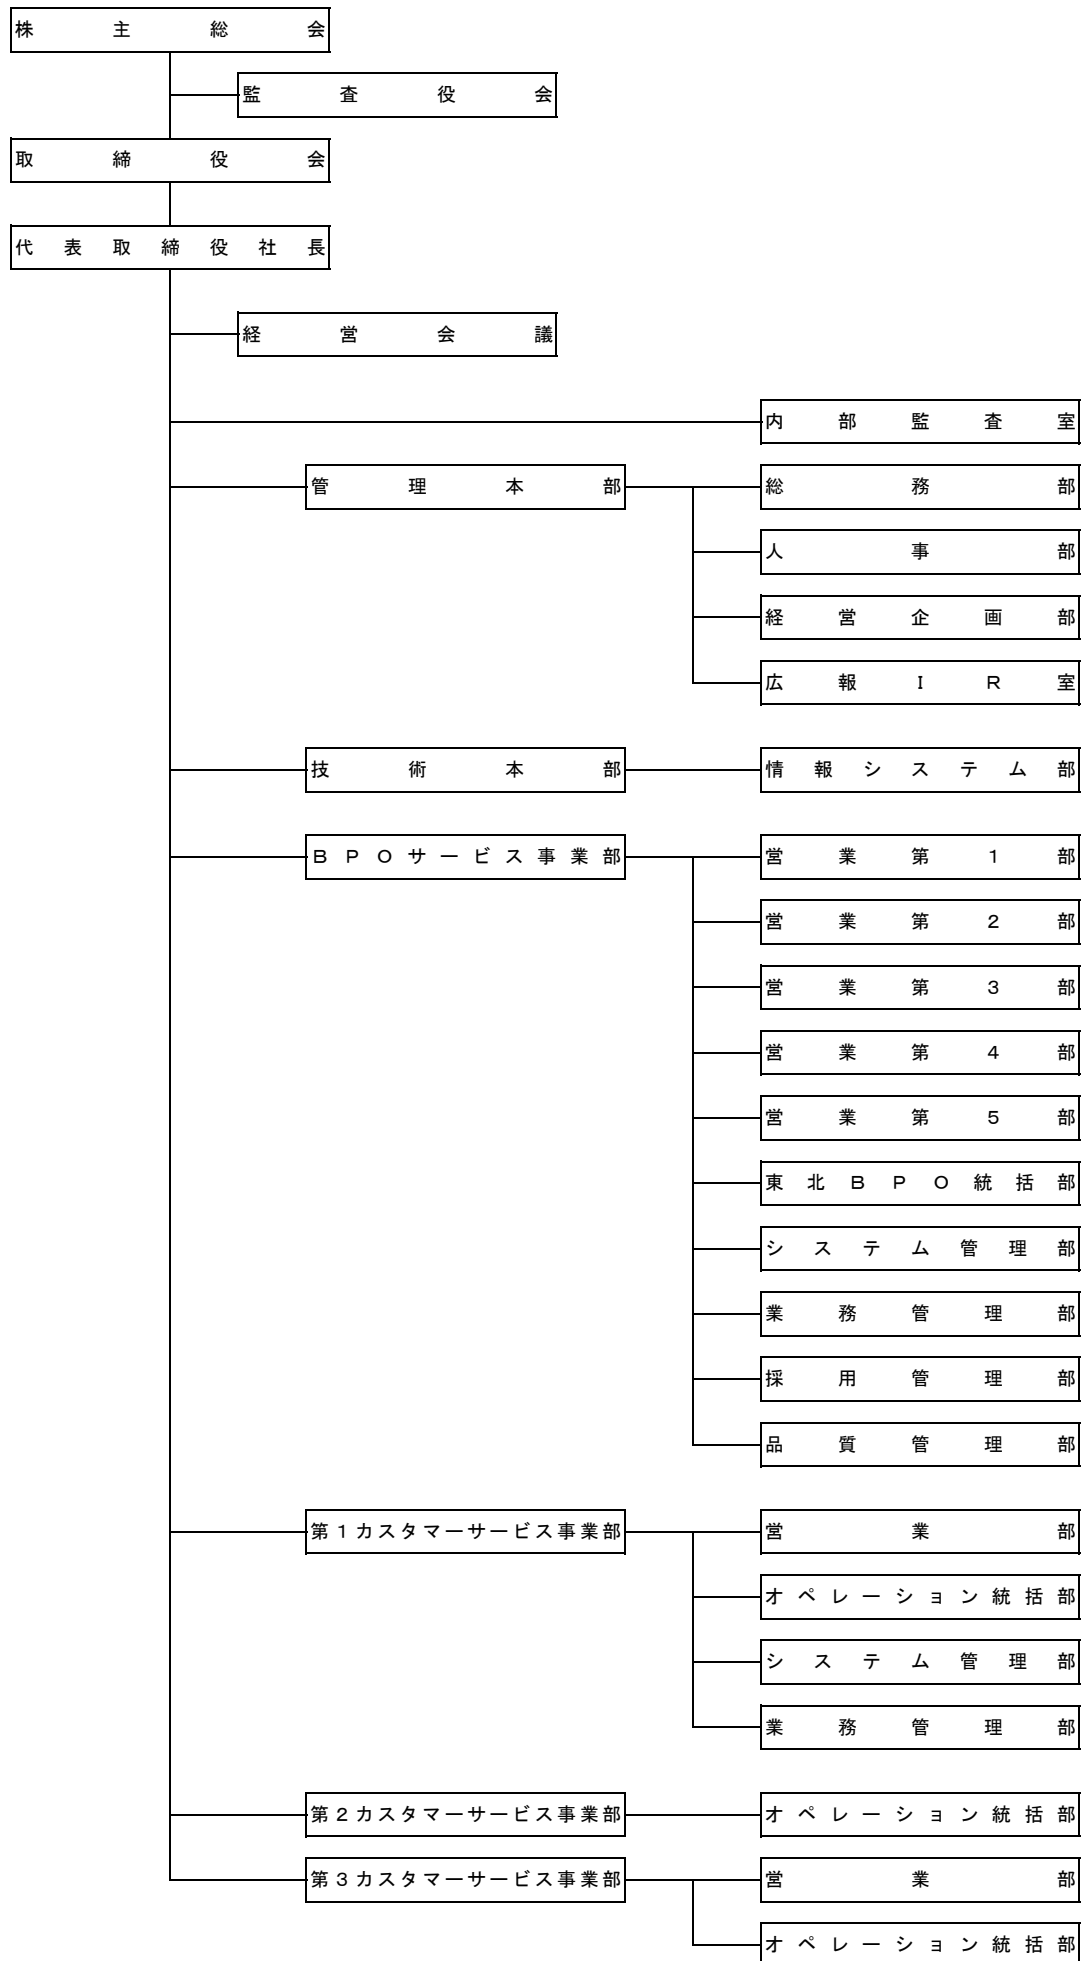 株主総会
監査役会
取締役会
代表取締役社長
経営会議
内部監査室
管理本部
総務部
人事部
経営企画部
広報ＩＲ室
技術本部
情報システム部
ＢＰＯサービス事業部
営業第１部
営業第２部
営業第３部
営業第４部
営業第５部
東北ＢＰＯ統括部
システム管理部
業務管理部
採用管理部
品質管理部
第１カスタマーサービス事業部
営業部
オペレーション統括部
システム管理部
業務管理部
第２カスタマーサービス事業部
オペレーション統括部
第３カスタマーサービス事業部
営業部
オペレーション統括部